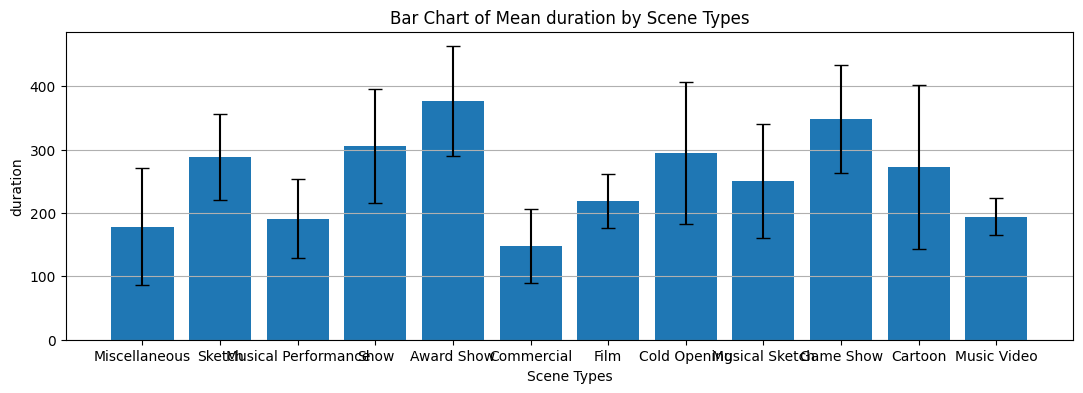 Bar Chart of Mean duration by Scene Types
duration
400
300
200
100
0
Miscellaneous Sketch Musical Performance Show Award Show Commercial Film Cold Opening Musical Sketch Game Show Cartoon Music Video
Scene Types